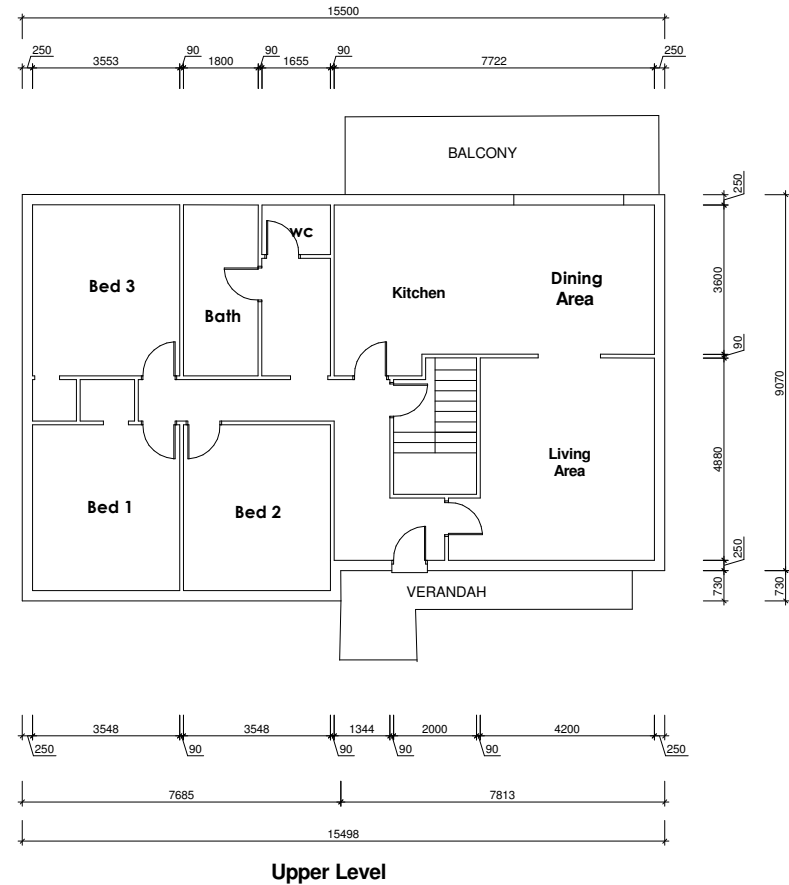 15500
250 3553 90 1800 90 1655 90 7722 250
BALCONY
250
wc
3600
Bed 3
Kitchen
Dining
Area
Bath
90
9070
4880
Living
Area
Bed 1
Bed 2
250
VERANDAH
730
730
3548 3548 1344 2000 4200
250 90 90 90 90 250
7685 7813
15498
Upper Level